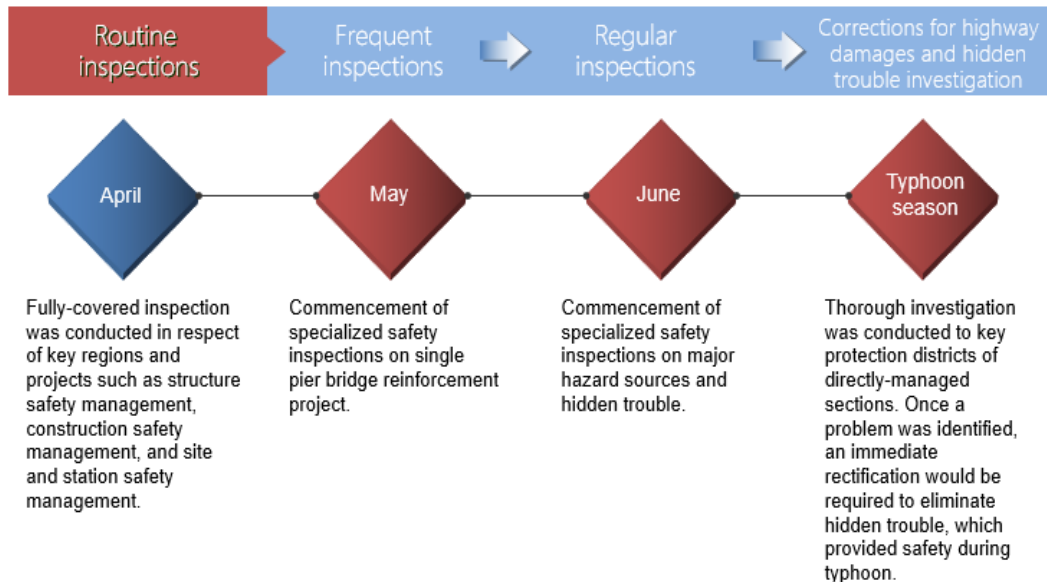 Routine
inspections
Frequent
inspections
Regular
inspections
Corrections for highway
damages and hidden
trouble investigation
April
May
June
Typhoon
season
Fully-covered inspection
was conducted in respect
of key regions and
projects such as structure
safety management,
construction safety
management, and site
and station safety
management.
Commencement of
specialized safety
inspections on single
pier bridge reinforcement
project.
Commencement of
specialized safety
inspections on major
hazard sources and
hidden trouble.
Thorough investigation
was conducted to key
protection districts of
directly-managed
sections. Once a
problem was identified,
an immediate
rectification would be
required to eliminate
hidden trouble, which
provided safety during
typhoon.